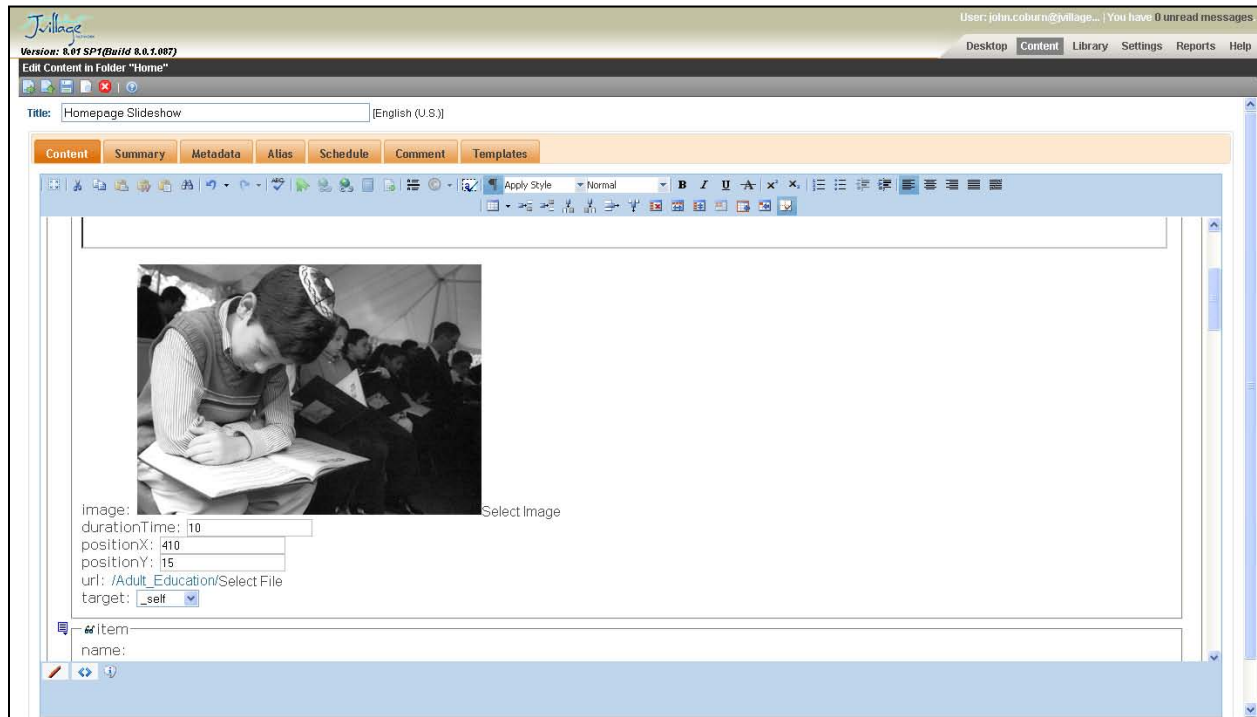 Jvillage
User: john.coburn@jvillage... | You have 0 unread messages
Version: 8.01 SP1(Build 8.0.1.087)
Desktop Content Library Settings Reports Help
Edit Content in Folder "Home"
Title: Homepage Slideshow [English (U.S.)]
Content Summary Metadata Alias Schedule Comment Templates
Apply Style Normal B I U A x² x₂
image: Select Image
durationTime: 10
positionX: 410
positionY: 15
url: /Adult_Education/Select File
target: _self
item
name: